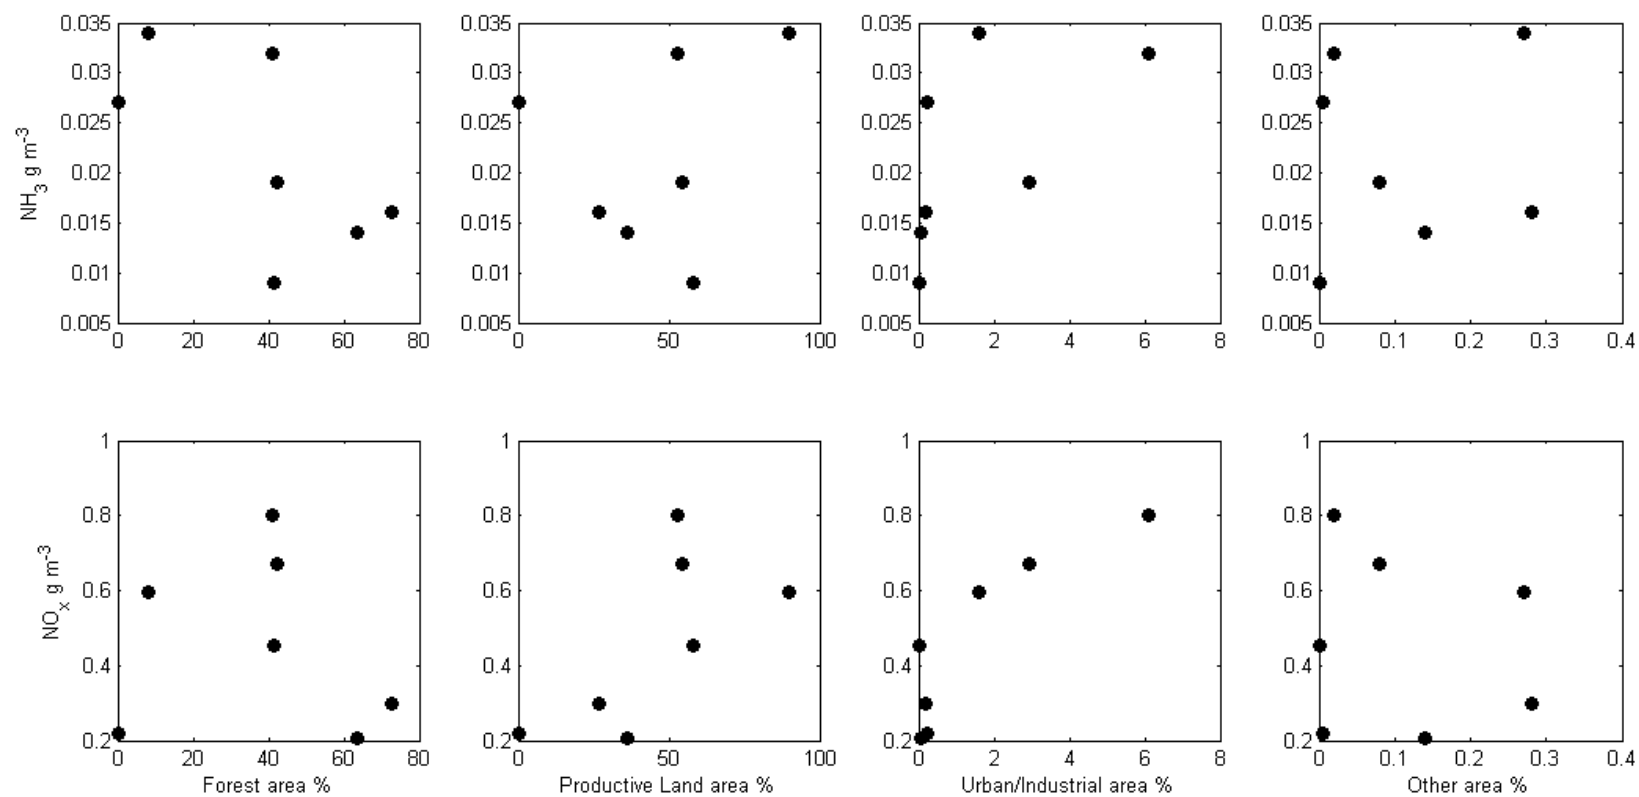 0.035 0.035 0.035 0.035
0.03 0.03 0.03 0.03
0.025 0.025 0.025 0.025
0.02 0.02 0.02 0.02
0.015 0.015 0.015 0.015
0.01 0.01 0.01 0.01
0.005 0.005 0.005 0.005
NH3 g m-3
0 20 40 60 80 0 50 100 0 2 4 6 8 0 0.1 0.2 0.3 0.4
1 1 1 1
0.8 0.8 0.8 0.8
0.6 0.6 0.6 0.6
0.4 0.4 0.4 0.4
0.2 0.2 0.2 0.2
NOx g m-3
0 20 40 60 80 0 50 100 0 2 4 6 8 0 0.1 0.2 0.3 0.4
Forest area % Productive Land area % Urban/Industrial area % Other area %